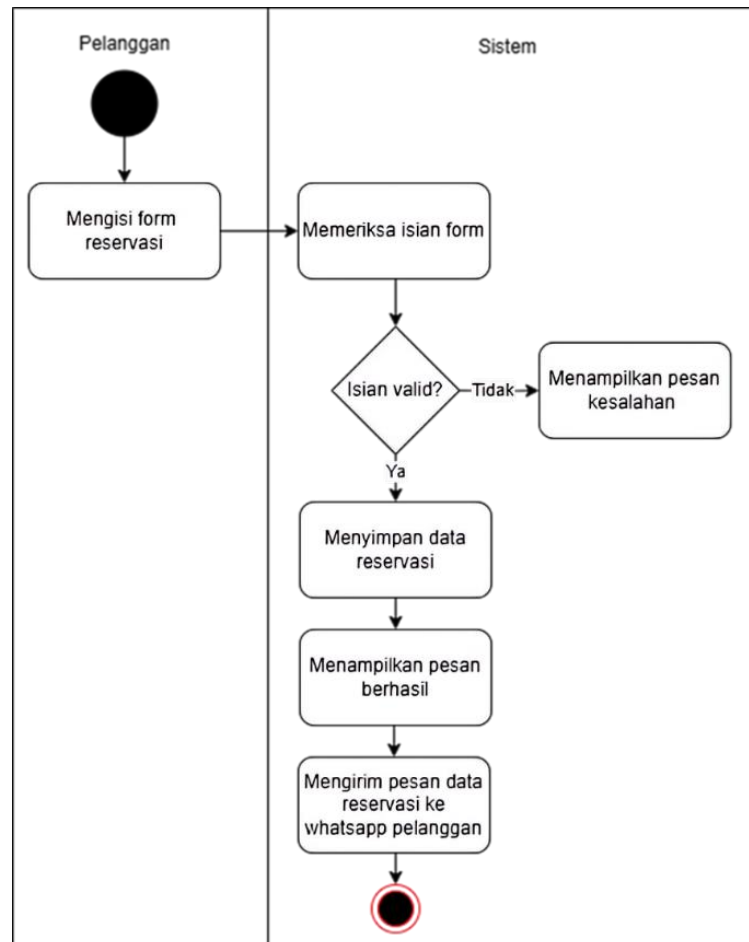 Pelanggan
Sistem
Mengisi form
reservasi
Memeriksa isian form
Isian valid?
Tidak
Menampilkan pesan
kesalahan
Ya
Menyimpan data
reservasi
Menampilkan pesan
berhasil
Mengirim pesan data
reservasi ke
whatsapp pelanggan